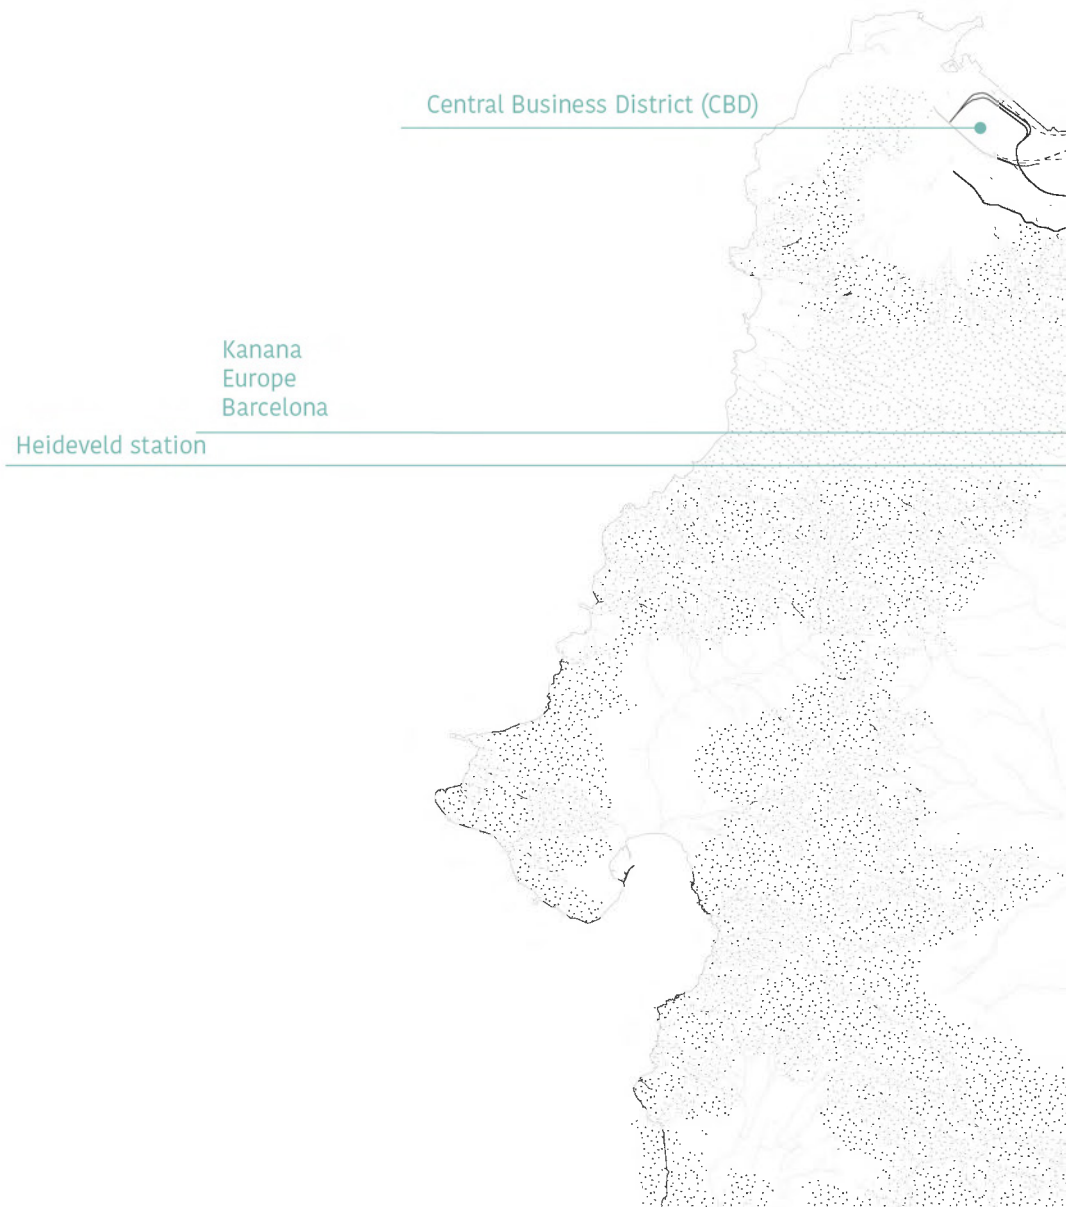 Central Business District (CBD)
Kanana
Europe
Barcelona
Heideveld station